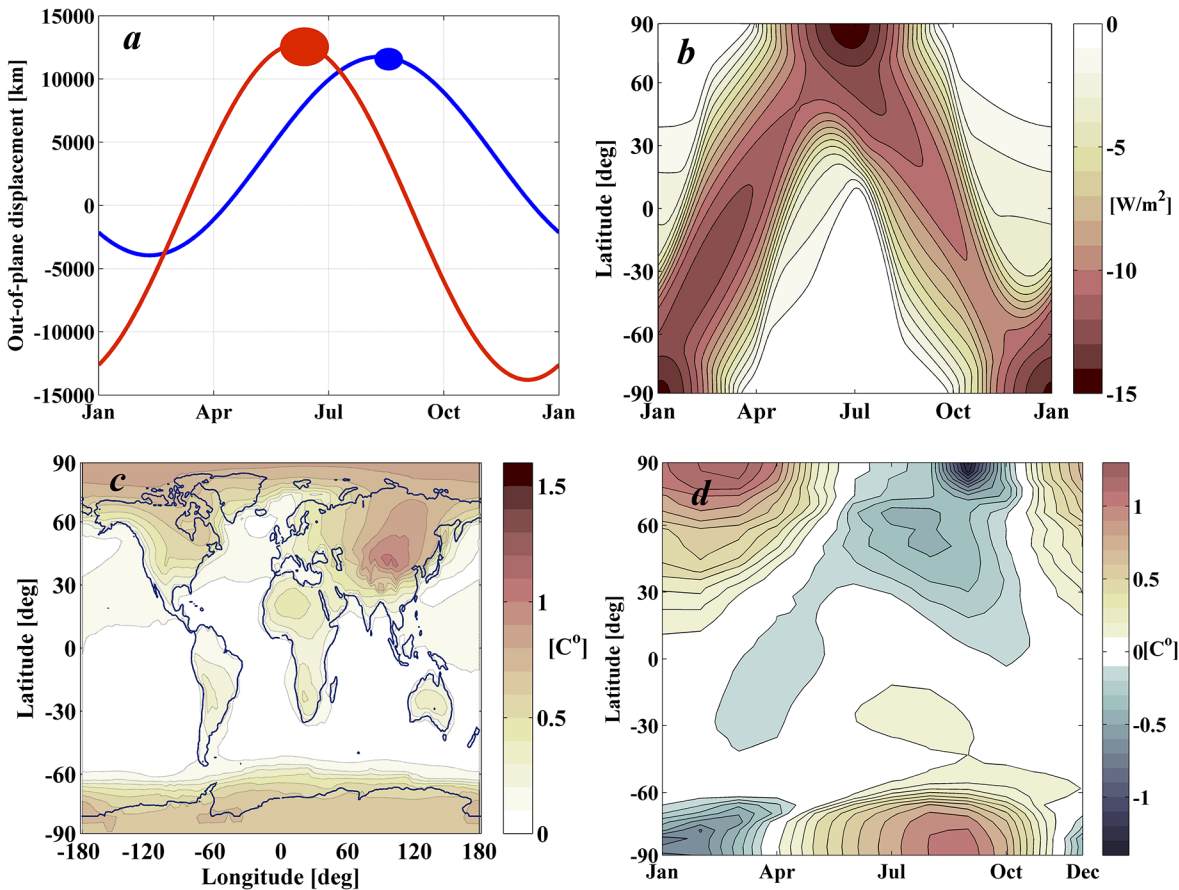 a
Out-of-plane displacement [km]
15000
10000
5000
0
-5000
-10000
-15000
Jan Apr Jul Oct Jan
b
Latitude [deg]
90
60
30
0
-30
-60
-90
Jan Apr Jul Oct Jan
0
-5
[W/m²]
-10
-15
c
Latitude [deg]
90
60
30
0
-30
-60
-90
-180 -120 -60 0 60 120 180
Longitude [deg]
1.5
1
[Cᵒ]
0.5
0
d
Latitude [deg]
90
60
30
0
-30
-60
-90
Jan Apr Jul Oct Dec
1
0.5
0[Cᵒ]
-0.5
-1